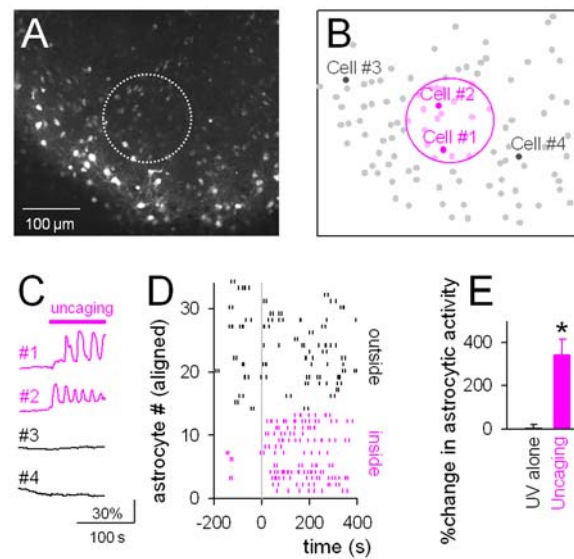 A
100 µm
B
Cell #3
Cell #2
Cell #1
Cell #4
C
uncaging
#1
#2
#3
#4
30%
100 s
D
astrocyte # (aligned)
30
20
10
0
outside
inside
-200
0
200
400
time (s)
E
%change in astrocytic activity
400
200
0
*
UV alone
Uncaging